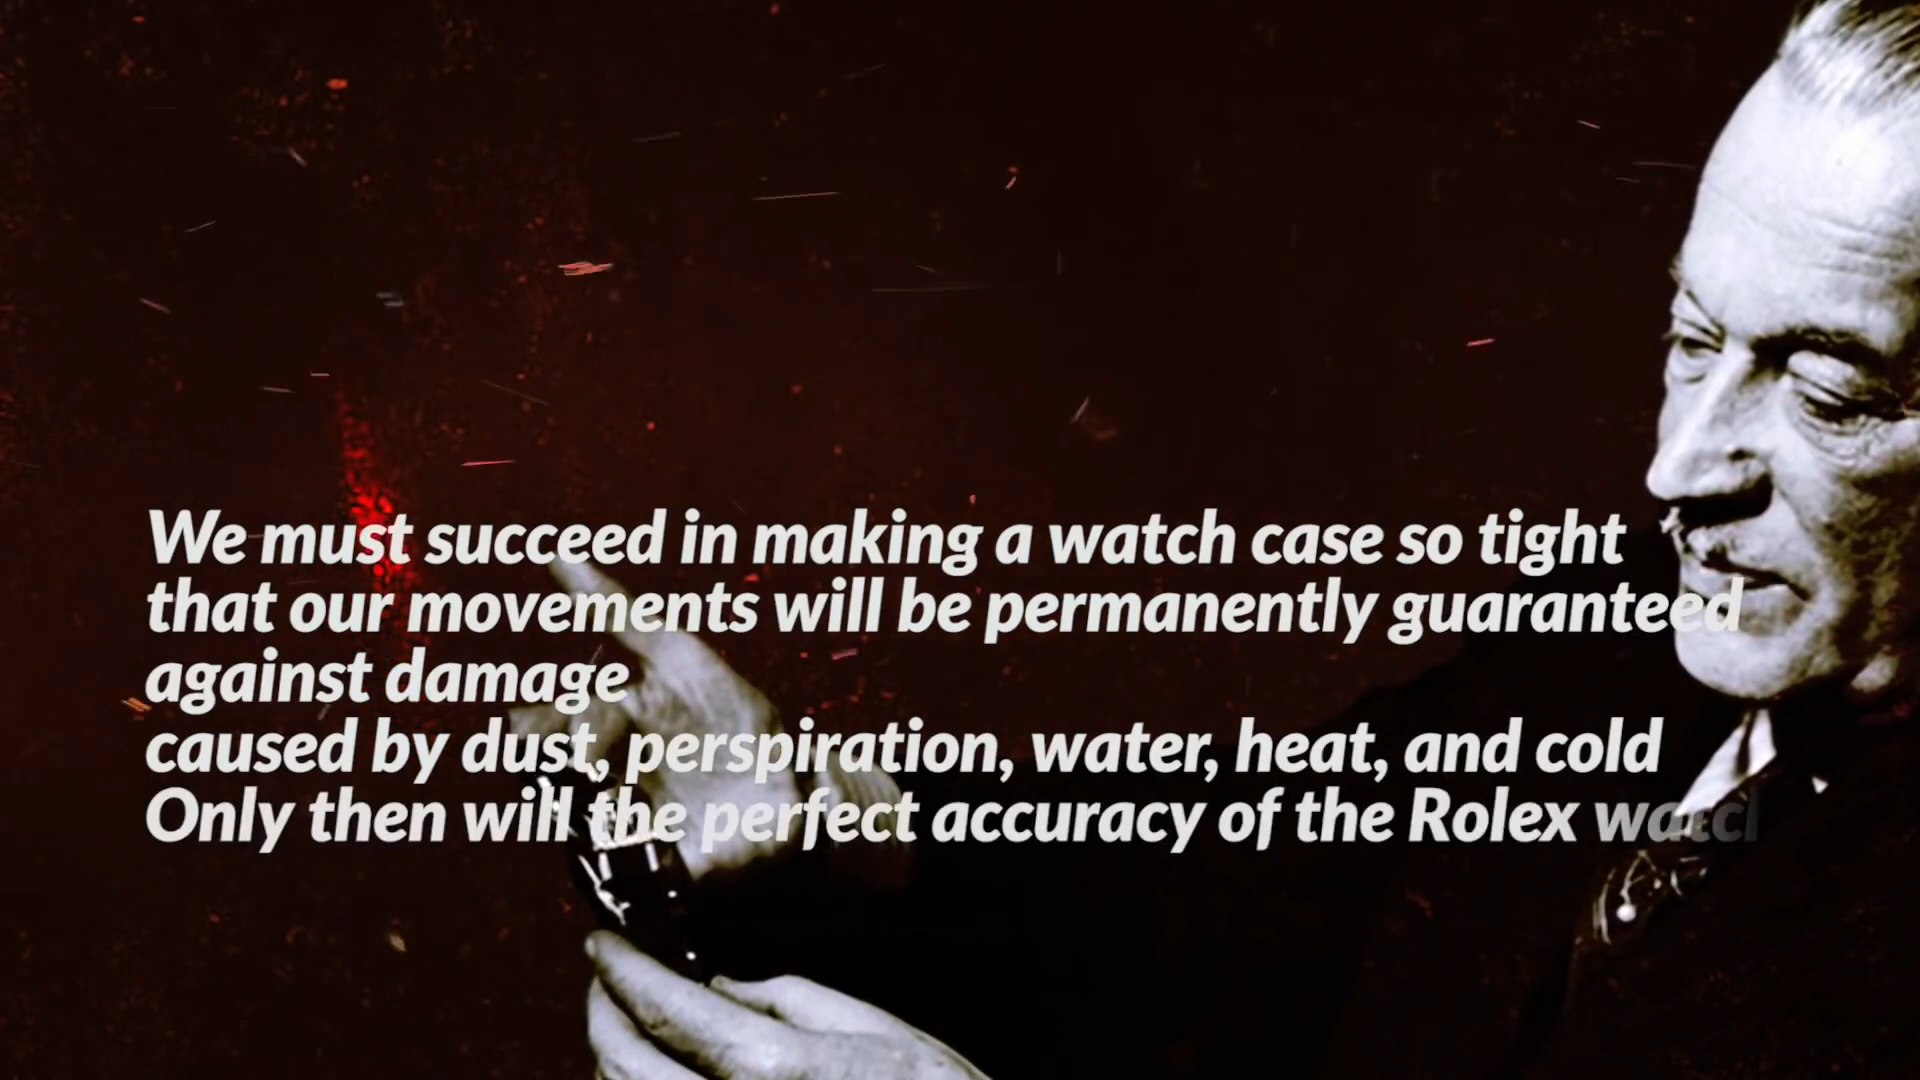 We must succeed in making a watch case so tight
that our movements will be permanently guaranteed
against damage
caused by dust, perspiration, water, heat, and cold
Only then will the perfect accuracy of the Rolex